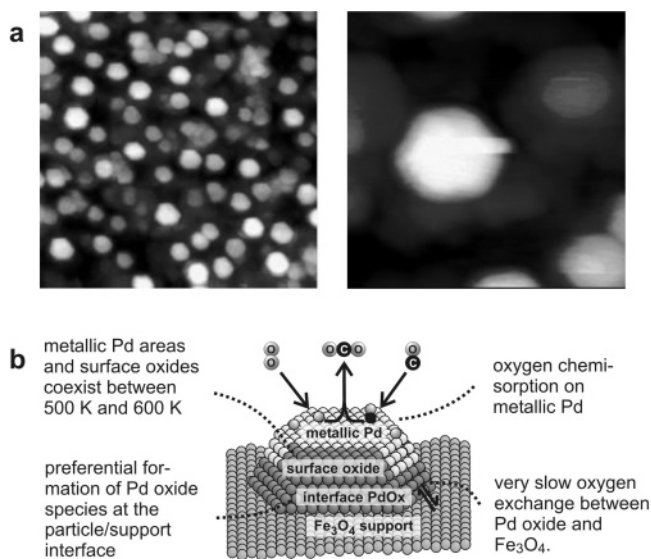 a
b
metallic Pd areas
and surface oxides
coexist between
500 K and 600 K
preferential for-
mation of Pd oxide
species at the
particle/support
interface
O
O
O C O
O
C
metallic Pd
surface oxide
interface PdOx
Fe₃O₄ support
oxygen chemi-
sorption on
metallic Pd
very slow oxygen
exchange between
Pd oxide and
Fe₃O₄.